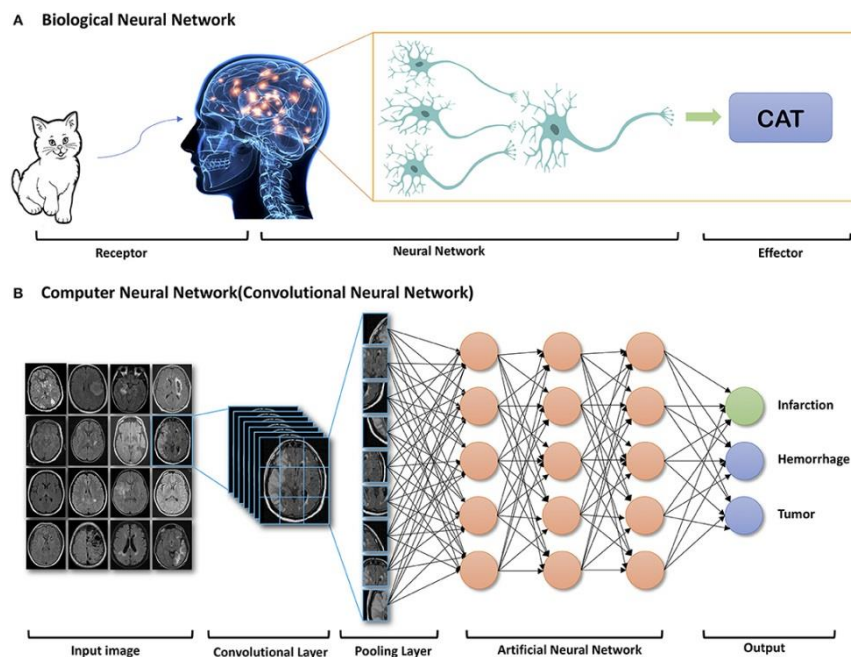 A Biological Neural Network
CAT
Receptor
Neural Network
Effector
B Computer Neural Network(Convolutional Neural Network)
Infarction
Hemorrhage
Tumor
Input image
Convolutional Layer
Pooling Layer
Artificial Neural Network
Output